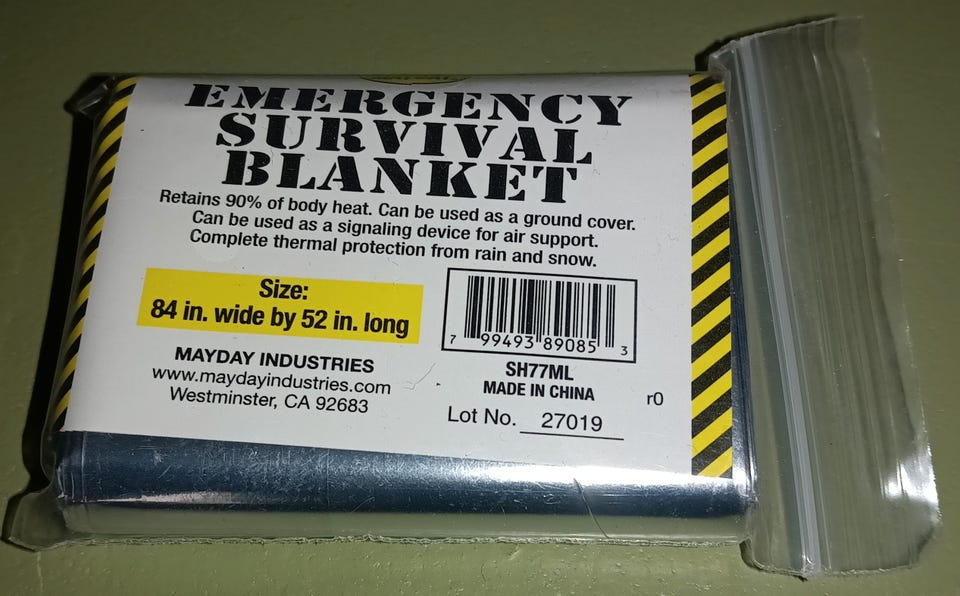 EMERGENCY
SURVIVAL
BLANKET
Retains 90% of body heat. Can be used as a ground cover.
Can be used as a signaling device for air support.
Complete thermal protection from rain and snow.
Size:
84 in. wide by 52 in. long
MAYDAY INDUSTRIES
www.maydayindustries.com
Westminster, CA 92683
7 99493 89085 3
SH77ML
MADE IN CHINA
r0
Lot No. 27019